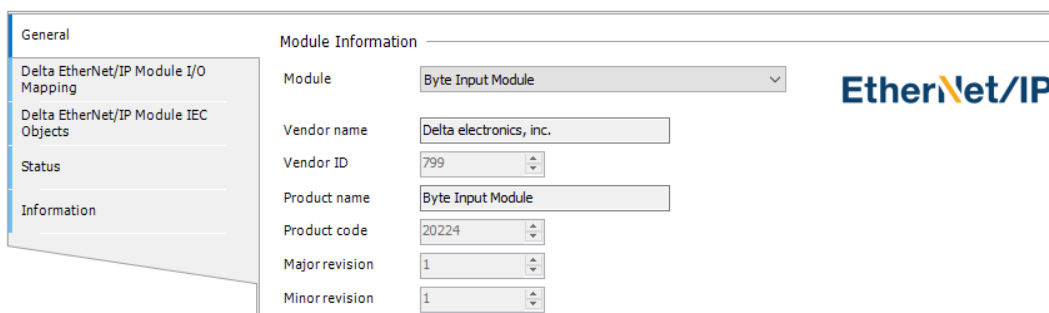 General
Delta EtherNet/IP Module I/O
Mapping
Delta EtherNet/IP Module IEC
Objects
Status
Information
Module Information
Module
Byte Input Module
EtherNet/IP
Vendor name
Delta electronics, inc.
Vendor ID
799
Product name
Byte Input Module
Product code
20224
Major revision
1
Minor revision
1